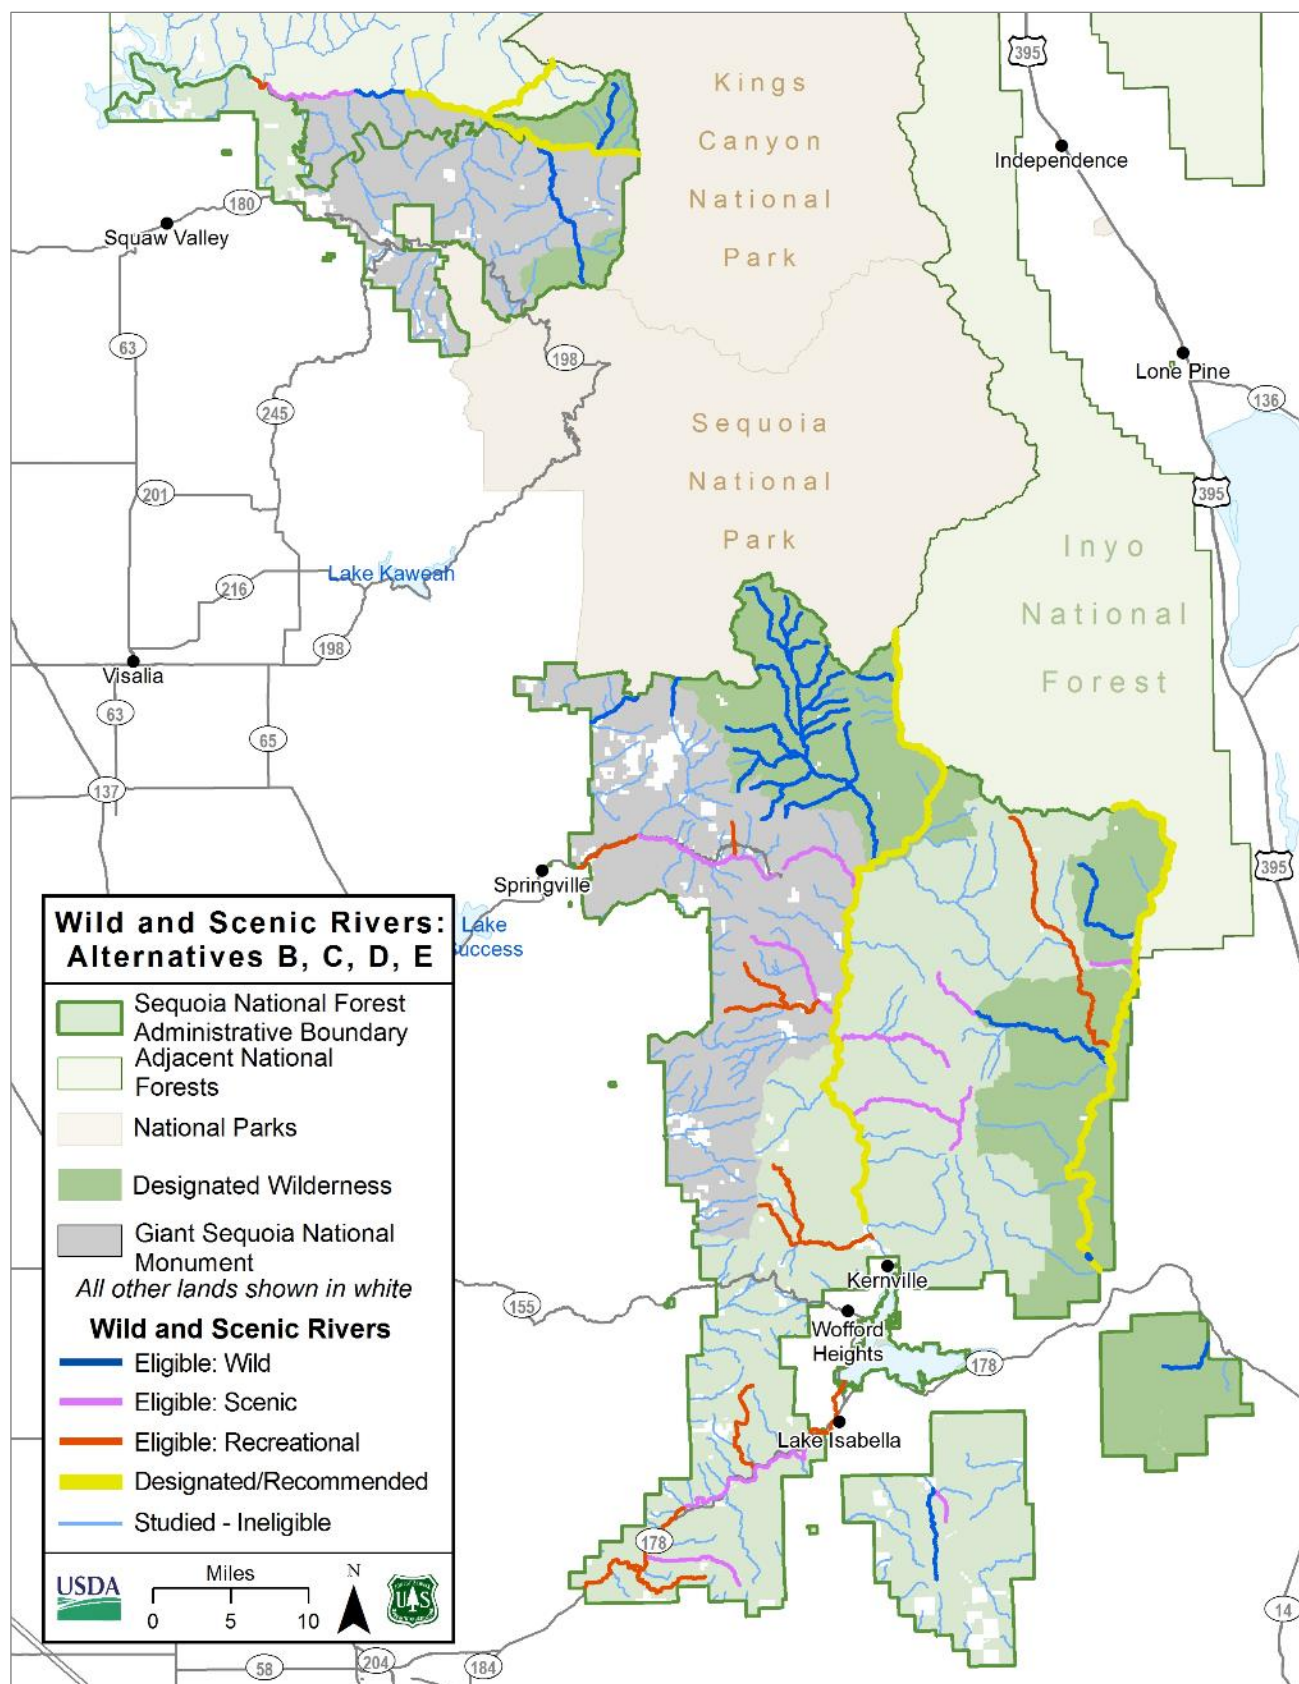 395
Kings
Canyon
National
Park
Independence
180
Squaw Valley
63
198
Lone Pine
136
245
Sequoia
National
Park
201
395
Inyo
National
Forest
Lake Kaweah
216
198
Visalia
63
65
137
395
Springville
Lake
uccess
Wild and Scenic Rivers:
Alternatives B, C, D, E
Sequoia National Forest
Administrative Boundary
Adjacent National
Forests
National Parks
Designated Wilderness
Giant Sequoia National
Monument
All other lands shown in white
Wild and Scenic Rivers
Eligible: Wild
Eligible: Scenic
Eligible: Recreational
Designated/Recommended
Studied - Ineligible
USDA
Miles
0 5 10
N
U S
Kernville
155
Wofford
Heights
178
Lake Isabella
178
14
58
204
184